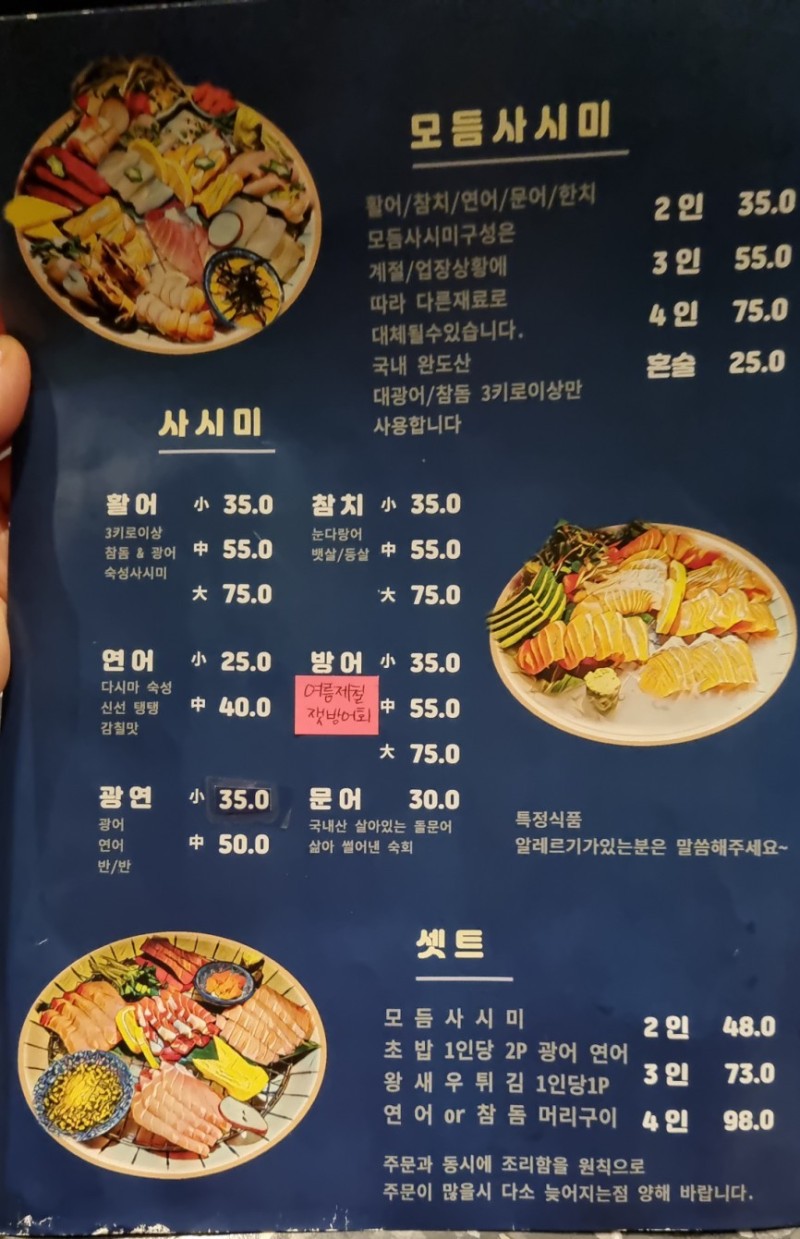 모듬사시미
활어/참치/연어/문어/한치
모듬사시미구성은
계절/업장상황에
따라 다른재료로
대체될수있습니다.
국내 완도산
대광어/참돔 3키로이상만
사용합니다
2인 35.0
3인 55.0
4인 75.0
혼술 25.0
사시미
활어 小 35.0
3키로이상
참돔 & 광어 中 55.0
숙성사시미
大 75.0
참치 小 35.0
눈다랑어
뱃살/등살 中 55.0
大 75.0
연어 小 25.0
다시마 숙성
신선 탱탱 中 40.0
감칠맛
방어 小 35.0
여름제철
잿방어회
中 55.0
大 75.0
광연 小 35.0
광어
연어 中 50.0
반/반
문어 30.0
국내산 살아있는 돌문어
삶아 썰어낸 숙회
특정식품
알레르기가있는분은 말씀해주세요~
셋트
모듬사시미
초밥 1인당 2P 광어 연어
왕새우튀김 1인당1P
연어 or 참돔 머리구이
2인 48.0
3인 73.0
4인 98.0
주문과 동시에 조리함을 원칙으로
주문이 많을시 다소 늦어지는점 양해 바랍니다.